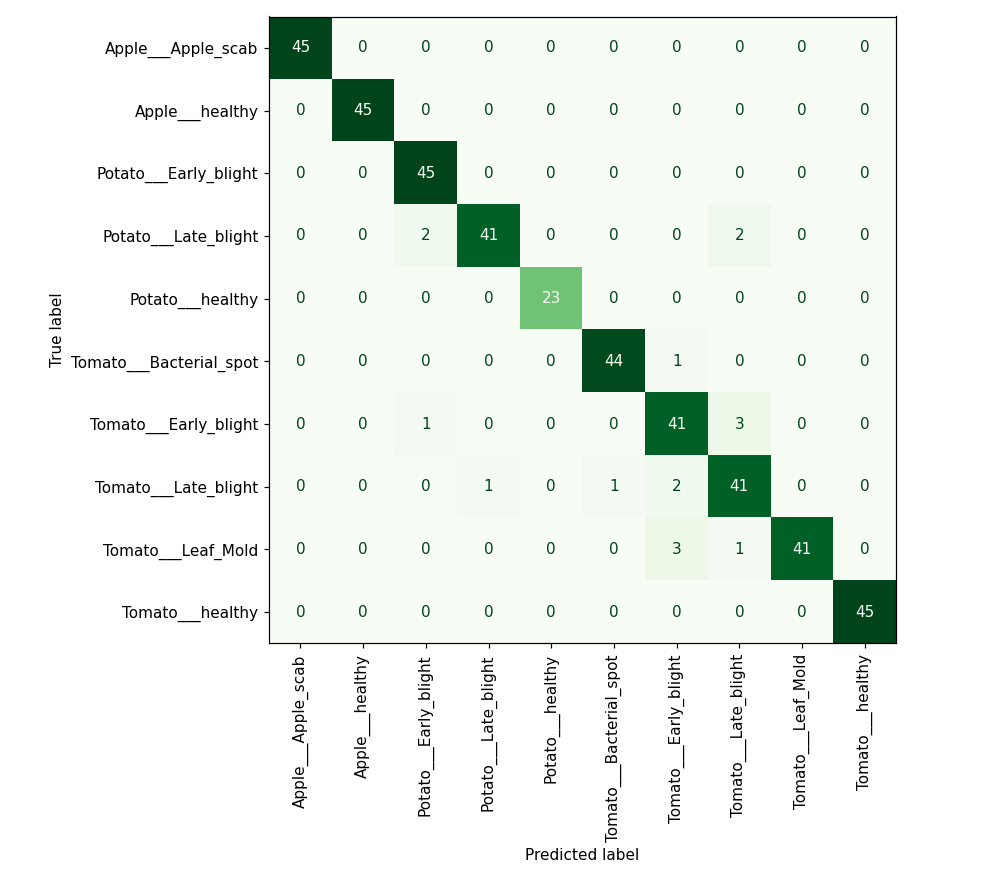 Apple___Apple_scab 45 0 0 0 0 0 0 0 0 0
Apple___healthy 0 45 0 0 0 0 0 0 0 0
Potato___Early_blight 0 0 45 0 0 0 0 0 0 0
Potato___Late_blight 0 0 2 41 0 0 0 2 0 0
Potato___healthy 0 0 0 0 23 0 0 0 0 0
True label
Tomato___Bacterial_spot 0 0 0 0 0 44 1 0 0 0
Tomato___Early_blight 0 0 1 0 0 0 41 3 0 0
Tomato___Late_blight 0 0 0 1 0 1 2 41 0 0
Tomato___Leaf_Mold 0 0 0 0 0 0 3 1 41 0
Tomato___healthy 0 0 0 0 0 0 0 0 0 45
Apple___Apple_scab
Apple___healthy
Potato___Early_blight
Potato___Late_blight
Potato___healthy
Tomato___Bacterial_spot
Tomato___Early_blight
Tomato___Late_blight
Tomato___Leaf_Mold
Tomato___healthy
Predicted label